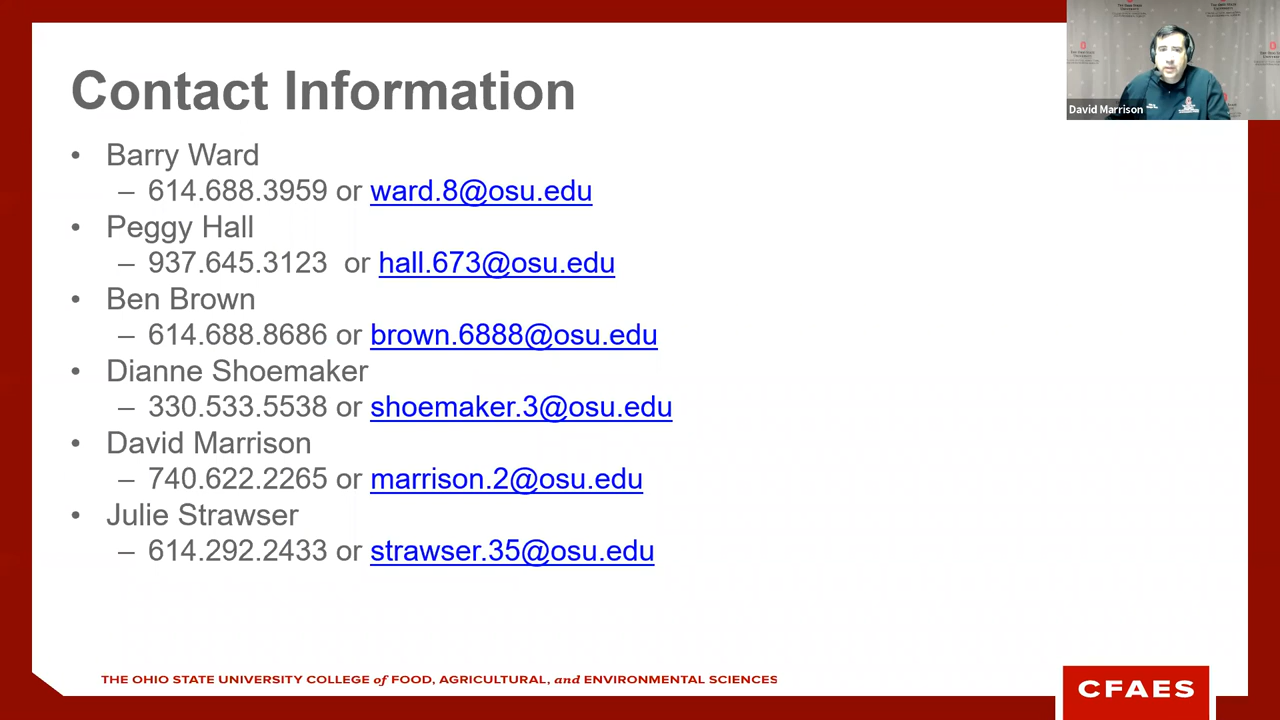 Contact Information
• Barry Ward
– 614.688.3959 or ward.8@osu.edu
• Peggy Hall
– 937.645.3123 or hall.673@osu.edu
• Ben Brown
– 614.688.8686 or brown.6888@osu.edu
• Dianne Shoemaker
– 330.533.5538 or shoemaker.3@osu.edu
• David Marrison
– 740.622.2265 or marrison.2@osu.edu
• Julie Strawser
– 614.292.2433 or strawser.35@osu.edu
David Marrison
THE OHIO STATE UNIVERSITY COLLEGE of FOOD, AGRICULTURAL, and ENVIRONMENTAL SCIENCES
CFAES